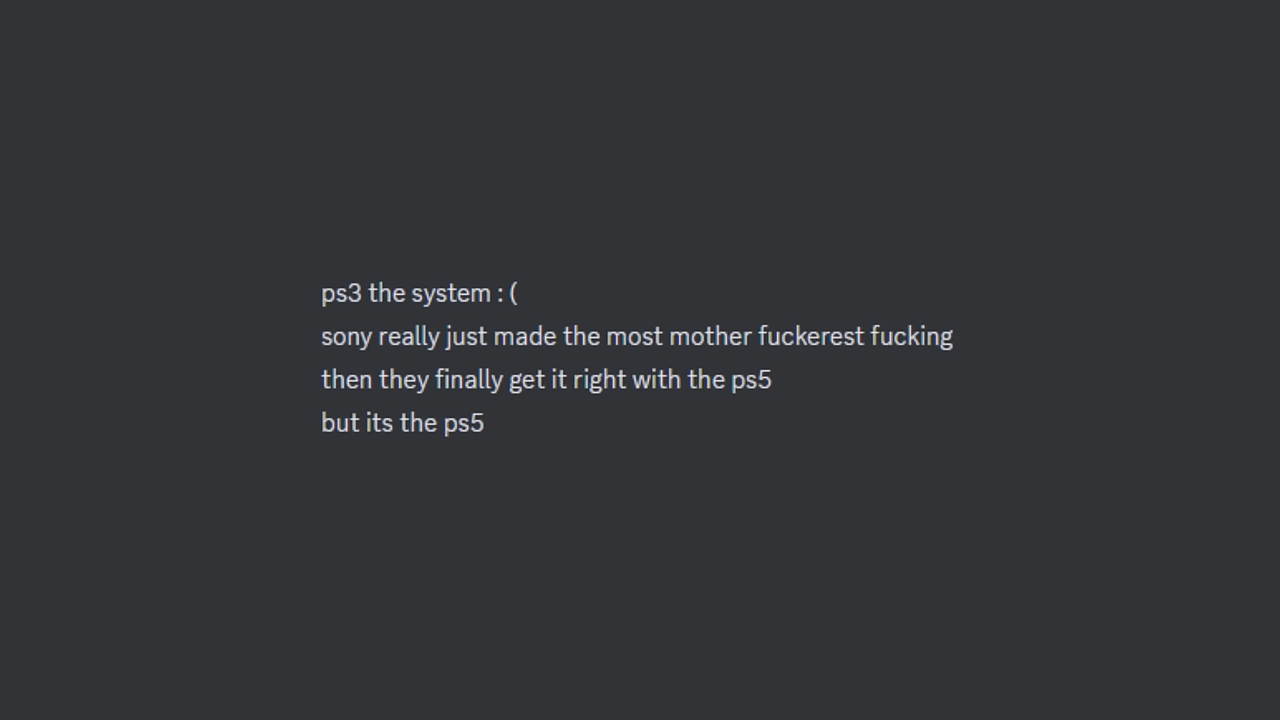 ps3 the system : (
sony really just made the most mother fuckerest fucking
then they finally get it right with the ps5
but its the ps5